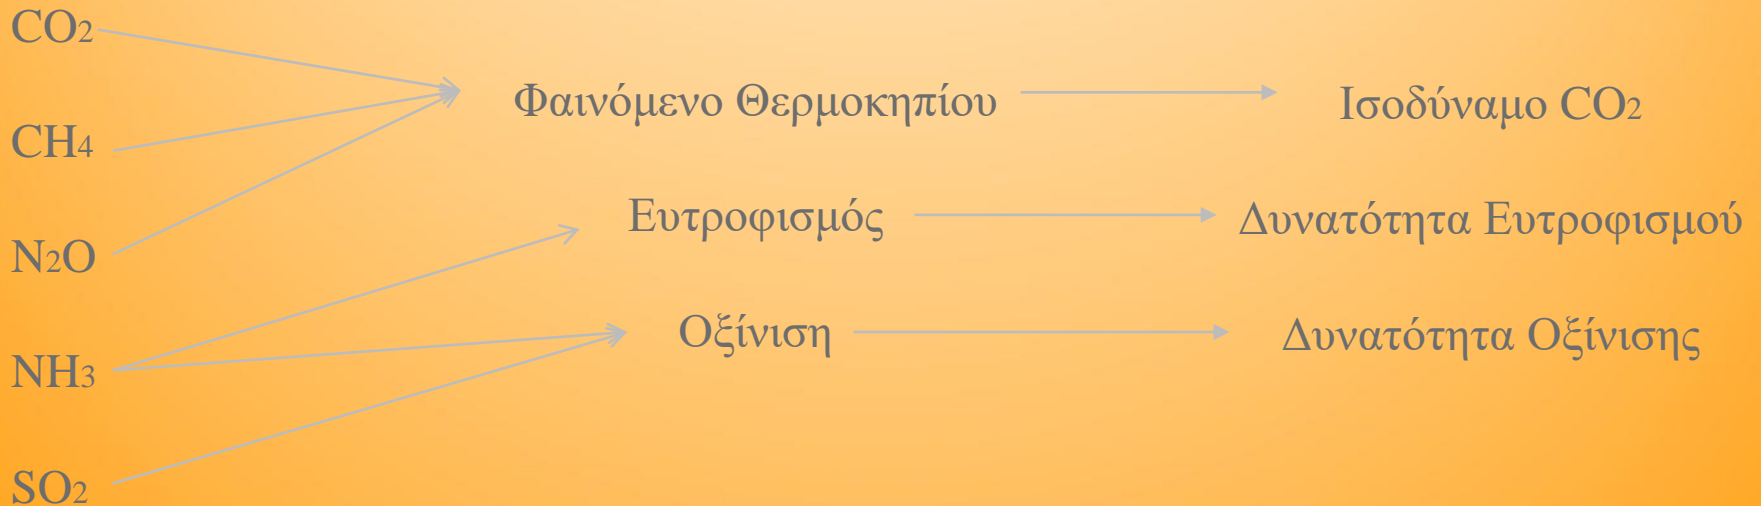 CO2
Φαινόμενο Θερμοκηπίου
Ισοδύναμο CO2
CH4
Ευτροφισμός
Δυνατότητα Ευτροφισμού
N2O
Οξίνιση
Δυνατότητα Οξίνισης
NH3
SO2